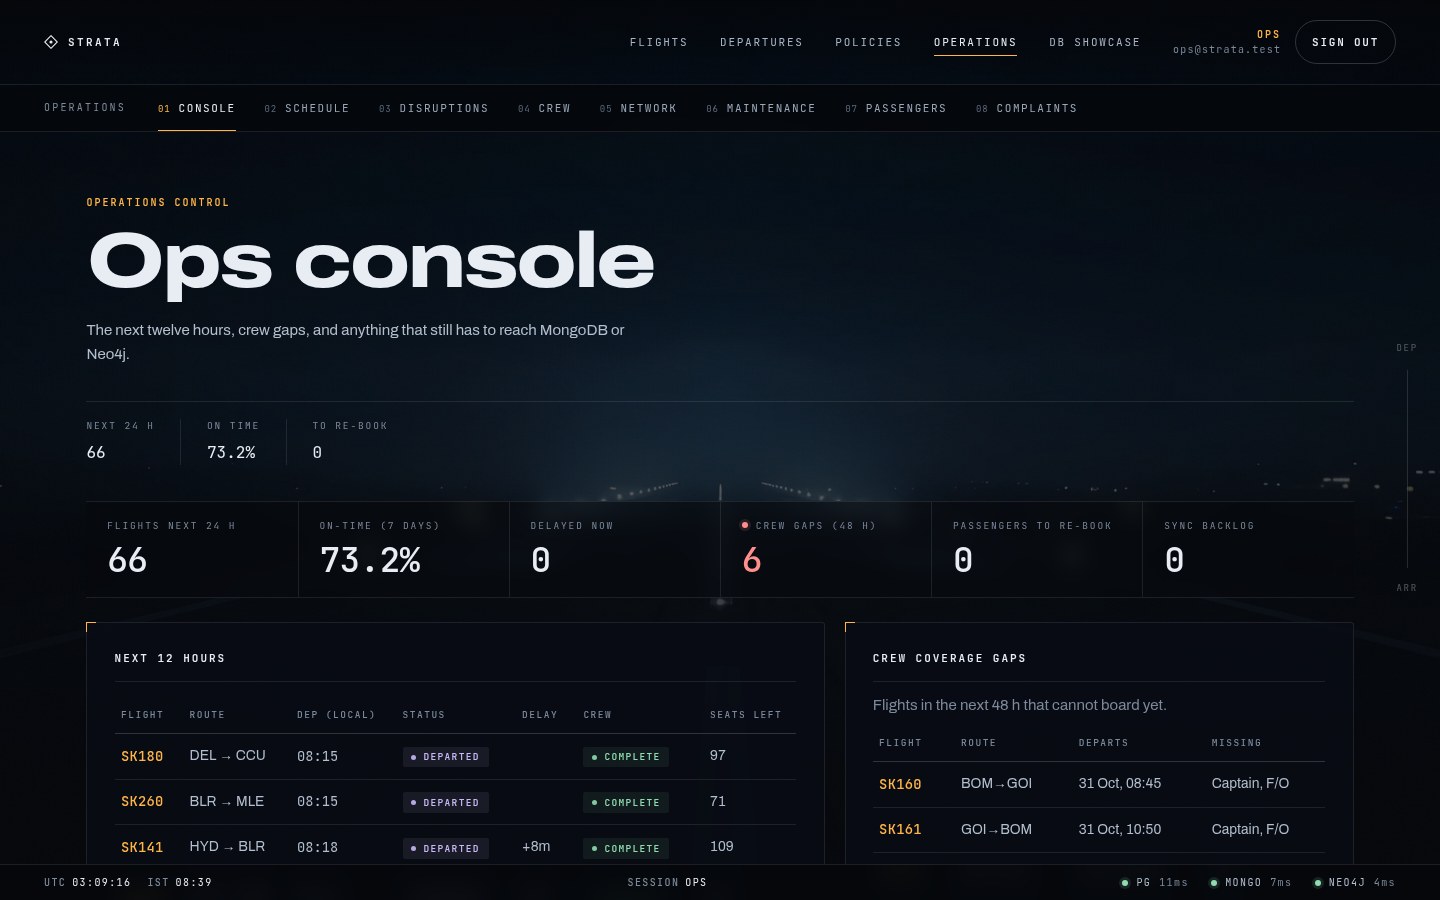 STRATA
FLIGHTS DEPARTURES POLICIES OPERATIONS DB SHOWCASE
OPS
ops@strata.test
SIGN OUT
OPERATIONS 01 CONSOLE 02 SCHEDULE 03 DISRUPTIONS 04 CREW 05 NETWORK 06 MAINTENANCE 07 PASSENGERS 08 COMPLAINTS
OPERATIONS CONTROL
Ops console
The next twelve hours, crew gaps, and anything that still has to reach MongoDB or
Neo4j.
DEP
ARR
NEXT 24 H ON TIME TO RE-BOOK
66 73.2% 0
FLIGHTS NEXT 24 H ON-TIME (7 DAYS) DELAYED NOW CREW GAPS (48 H) PASSENGERS TO RE-BOOK SYNC BACKLOG
66 73.2% 0 6 0 0
NEXT 12 HOURS
FLIGHT ROUTE DEP (LOCAL) STATUS DELAY CREW SEATS LEFT
SK180 DEL → CCU 08:15 DEPARTED COMPLETE 97
SK260 BLR → MLE 08:15 DEPARTED COMPLETE 71
SK141 HYD → BLR 08:18 DEPARTED +8m COMPLETE 109
CREW COVERAGE GAPS
Flights in the next 48 h that cannot board yet.
FLIGHT ROUTE DEPARTS MISSING
SK160 BOM→GOI 31 Oct, 08:45 Captain, F/O
SK161 GOI→BOM 31 Oct, 10:50 Captain, F/O
UTC 03:09:16 IST 08:39 SESSION OPS PG 11ms MONGO 7ms NEO4J 4ms